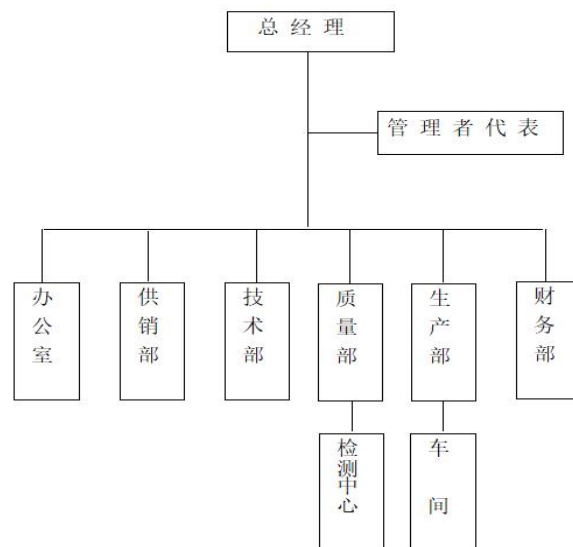 总经理
管理者代表
办公室
供销部
技术部
质量部
生产部
财务部
检测中心
车间